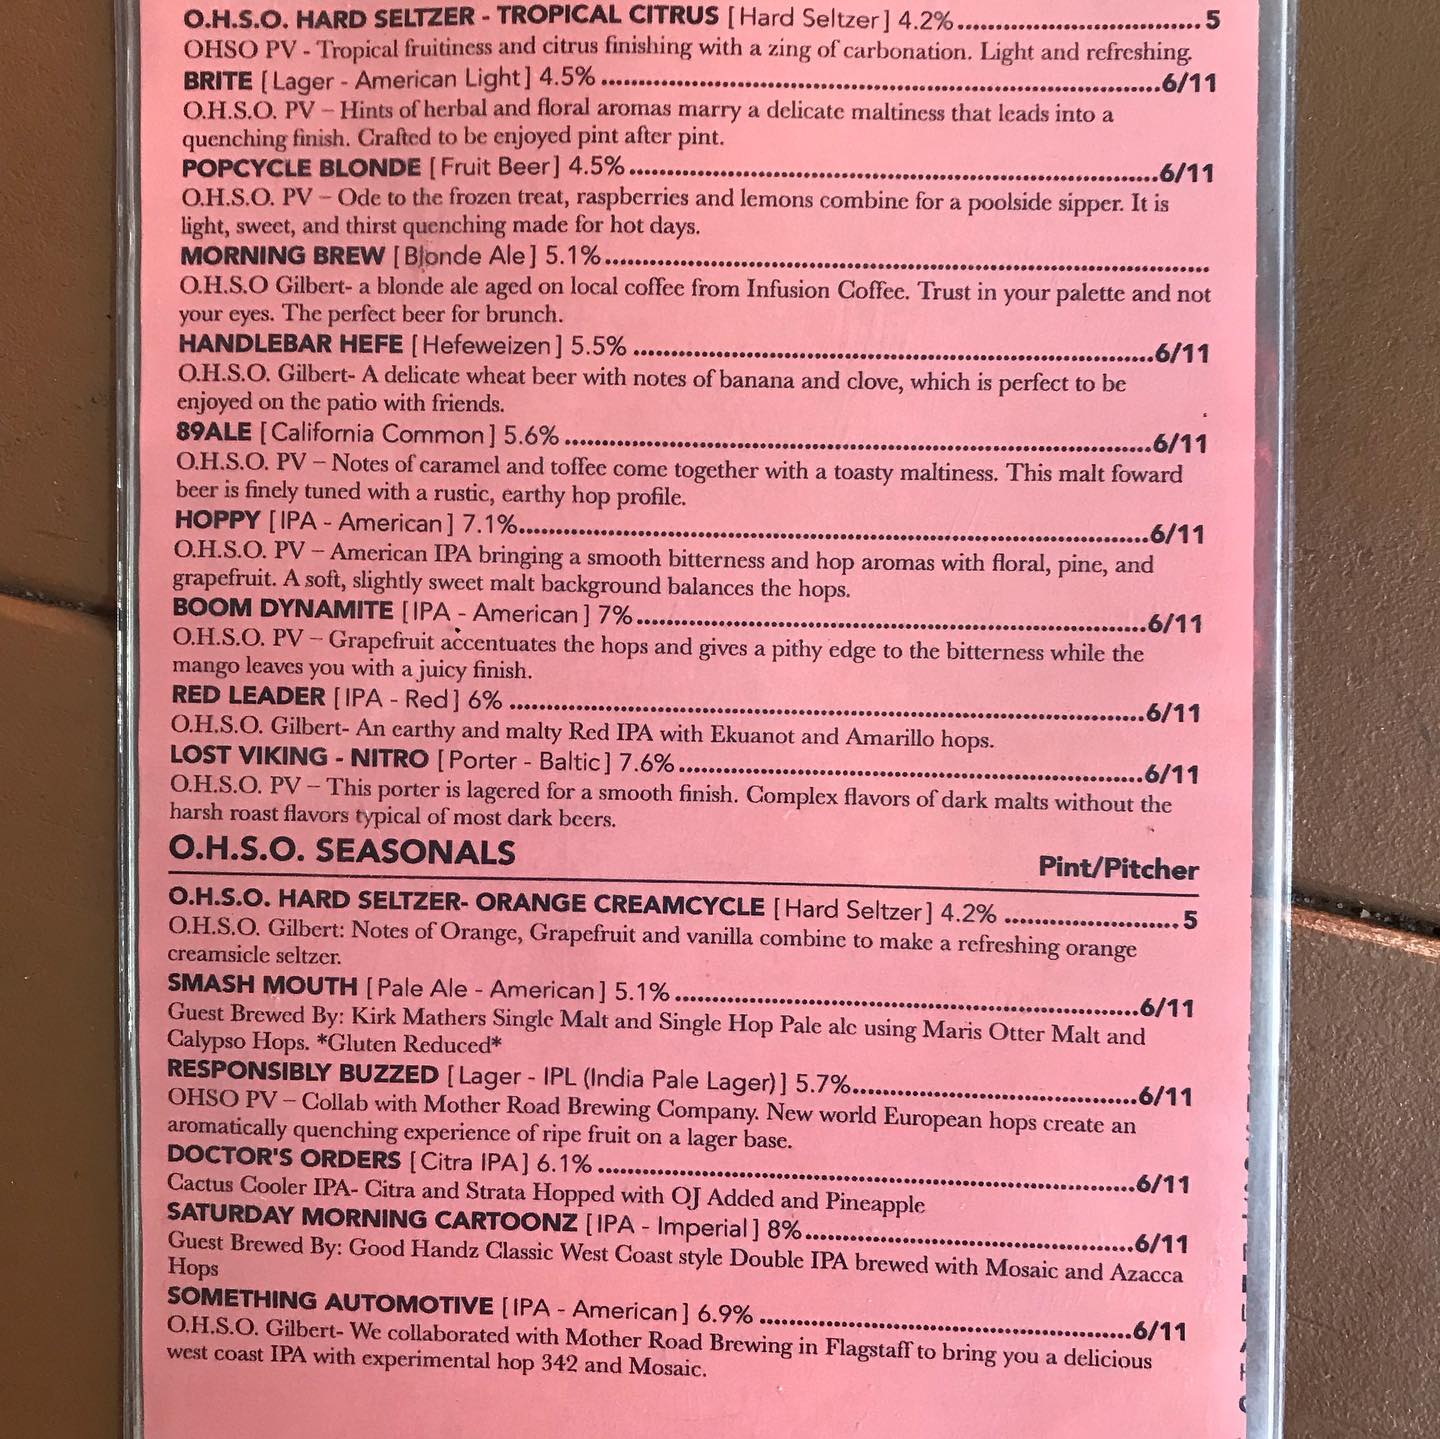 O.H.S.O. HARD SELTZER - TROPICAL CITRUS [Hard Seltzer] 4.2%..............................5
OHSO PV - Tropical fruitiness and citrus finishing with a zing of carbonation. Light and refreshing.
BRITE [Lager - American Light] 4.5% ..............................6/11
O.H.S.O. PV – Hints of herbal and floral aromas marry a delicate maltiness that leads into a
quenching finish. Crafted to be enjoyed pint after pint.
POPCYCLE BLONDE [Fruit Beer] 4.5%..............................6/11
O.H.S.O. PV – Ode to the frozen treat, raspberries and lemons combine for a poolside sipper. It is
light, sweet, and thirst quenching made for hot days.
MORNING BREW [Blonde Ale] 5.1%..............................
O.H.S.O Gilbert- a blonde ale aged on local coffee from Infusion Coffee. Trust in your palette and not
your eyes. The perfect beer for brunch.
HANDLEBAR HEFE [Hefeweizen] 5.5% ..............................6/11
O.H.S.O. Gilbert- A delicate wheat beer with notes of banana and clove, which is perfect to be
enjoyed on the patio with friends.
89ALE [California Common] 5.6% ..............................6/11
O.H.S.O. PV – Notes of caramel and toffee come together with a toasty maltiness. This malt foward
beer is finely tuned with a rustic, earthy hop profile.
HOPPY [IPA - American] 7.1%..............................6/11
O.H.S.O. PV – American IPA bringing a smooth bitterness and hop aromas with floral, pine, and
grapefruit. A soft, slightly sweet malt background balances the hops.
BOOM DYNAMITE [IPA - American] 7%..............................6/11
O.H.S.O. PV – Grapefruit accentuates the hops and gives a pithy edge to the bitterness while the
mango leaves you with a juicy finish.
RED LEADER [IPA - Red] 6% ..............................6/11
O.H.S.O. Gilbert- An earthy and malty Red IPA with Ekuanot and Amarillo hops.
LOST VIKING - NITRO [Porter - Baltic] 7.6%..............................6/11
O.H.S.O. PV – This porter is lagered for a smooth finish. Complex flavors of dark malts without the
harsh roast flavors typical of most dark beers.
O.H.S.O. SEASONALS Pint/Pitcher
O.H.S.O. HARD SELTZER- ORANGE CREAMCYCLE [Hard Seltzer] 4.2% ..............................5
O.H.S.O. Gilbert: Notes of Orange, Grapefruit and vanilla combine to make a refreshing orange
creamsicle seltzer.
SMASH MOUTH [Pale Ale - American] 5.1%..............................6/11
Guest Brewed By: Kirk Mathers Single Malt and Single Hop Pale ale using Maris Otter Malt and
Calypso Hops. *Gluten Reduced*
RESPONSIBLY BUZZED [Lager - IPL (India Pale Lager)] 5.7%..............................6/11
OHSO PV – Collab with Mother Road Brewing Company. New world European hops create an
aromatically quenching experience of ripe fruit on a lager base.
DOCTOR'S ORDERS [Citra IPA] 6.1% ..............................6/11
Cactus Cooler IPA- Citra and Strata Hopped with OJ Added and Pineapple
SATURDAY MORNING CARTOONZ [IPA - Imperial] 8%..............................6/11
Guest Brewed By: Good Handz Classic West Coast style Double IPA brewed with Mosaic and Azacca
Hops
SOMETHING AUTOMOTIVE [IPA - American] 6.9% ..............................6/11
O.H.S.O. Gilbert- We collaborated with Mother Road Brewing in Flagstaff to bring you a delicious
west coast IPA with experimental hop 342 and Mosaic.